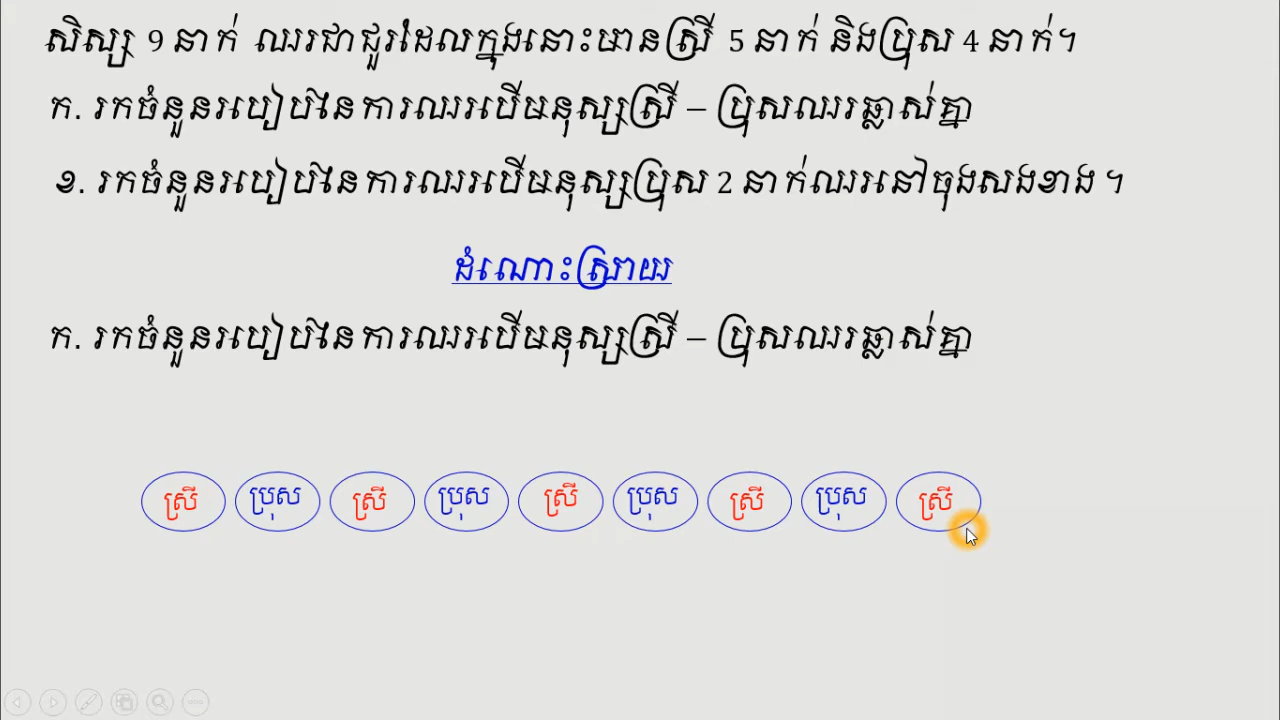 សិស្ស 9 នាក់ ឈរជាជួរដែលក្នុងនោះមានស្រី 5 នាក់ និងប្រុស 4 នាក់។
ក. រកចំនួនរបៀបនៃការឈរបើមនុស្សស្រី – ប្រុសឈរឆ្លាស់គ្នា
ខ. រកចំនួនរបៀបនៃការឈរបើមនុស្សប្រុស 2 នាក់ឈរនៅចុងសងខាង។
ដំណោះស្រាយ
ក. រកចំនួនរបៀបនៃការឈរបើមនុស្សស្រី – ប្រុសឈរឆ្លាស់គ្នា
ស្រី ប្រុស ស្រី ប្រុស ស្រី ប្រុស ស្រី ប្រុស ស្រី